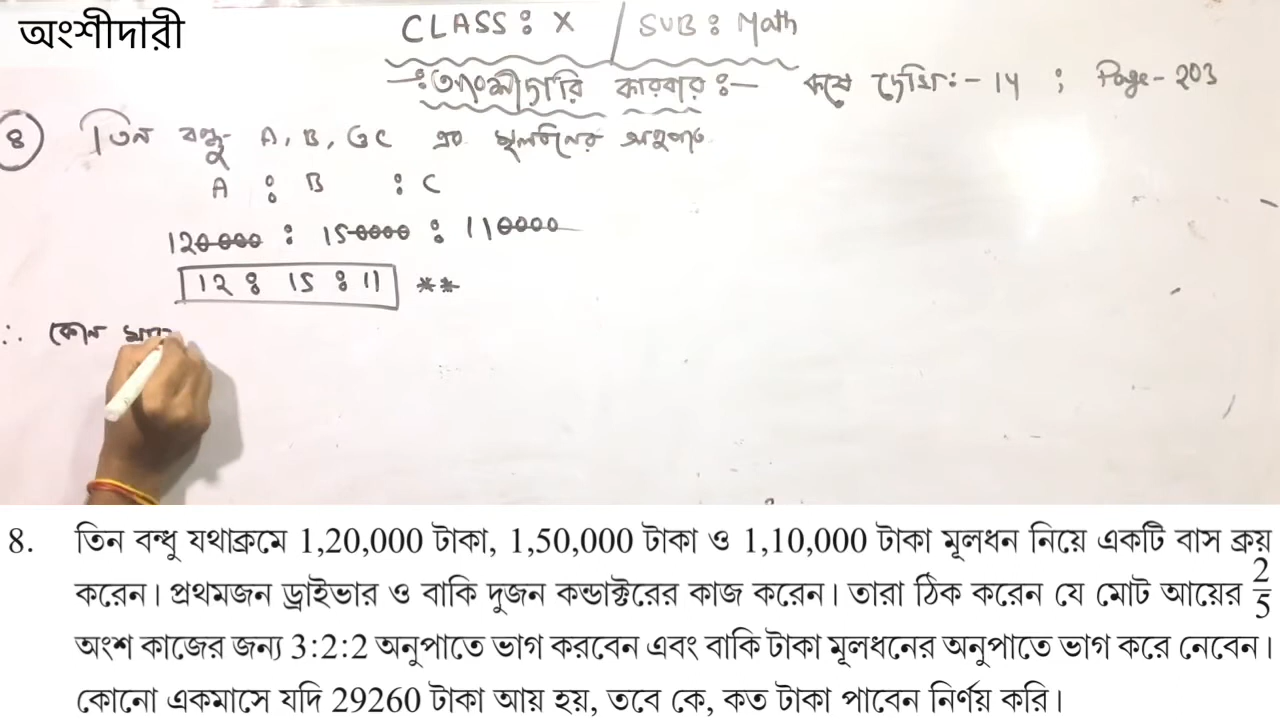 অংশীদারী
CLASS : X / SUB : Math
—:অংশীদারি কারবার :— কষে দেখি :- 14 ; Page - 203
৪ তিন বন্ধু A, B, ও C এর মূলধনের অনুপাত
A : B : C
120000 : 150000 : 110000
12 : 15 : 11 **
∴ কোন
8. তিন বন্ধু যথাক্রমে 1,20,000 টাকা, 1,50,000 টাকা ও 1,10,000 টাকা মূলধন নিয়ে একটি বাস ক্রয়
করেন। প্রথমজন ড্রাইভার ও বাকি দুজন কন্ডাক্টরের কাজ করেন। তারা ঠিক করেন যে মোট আয়ের 2/5
অংশ কাজের জন্য 3:2:2 অনুপাতে ভাগ করবেন এবং বাকি টাকা মূলধনের অনুপাতে ভাগ করে নেবেন।
কোনো একমাসে যদি 29260 টাকা আয় হয়, তবে কে, কত টাকা পাবেন নির্ণয় করি।